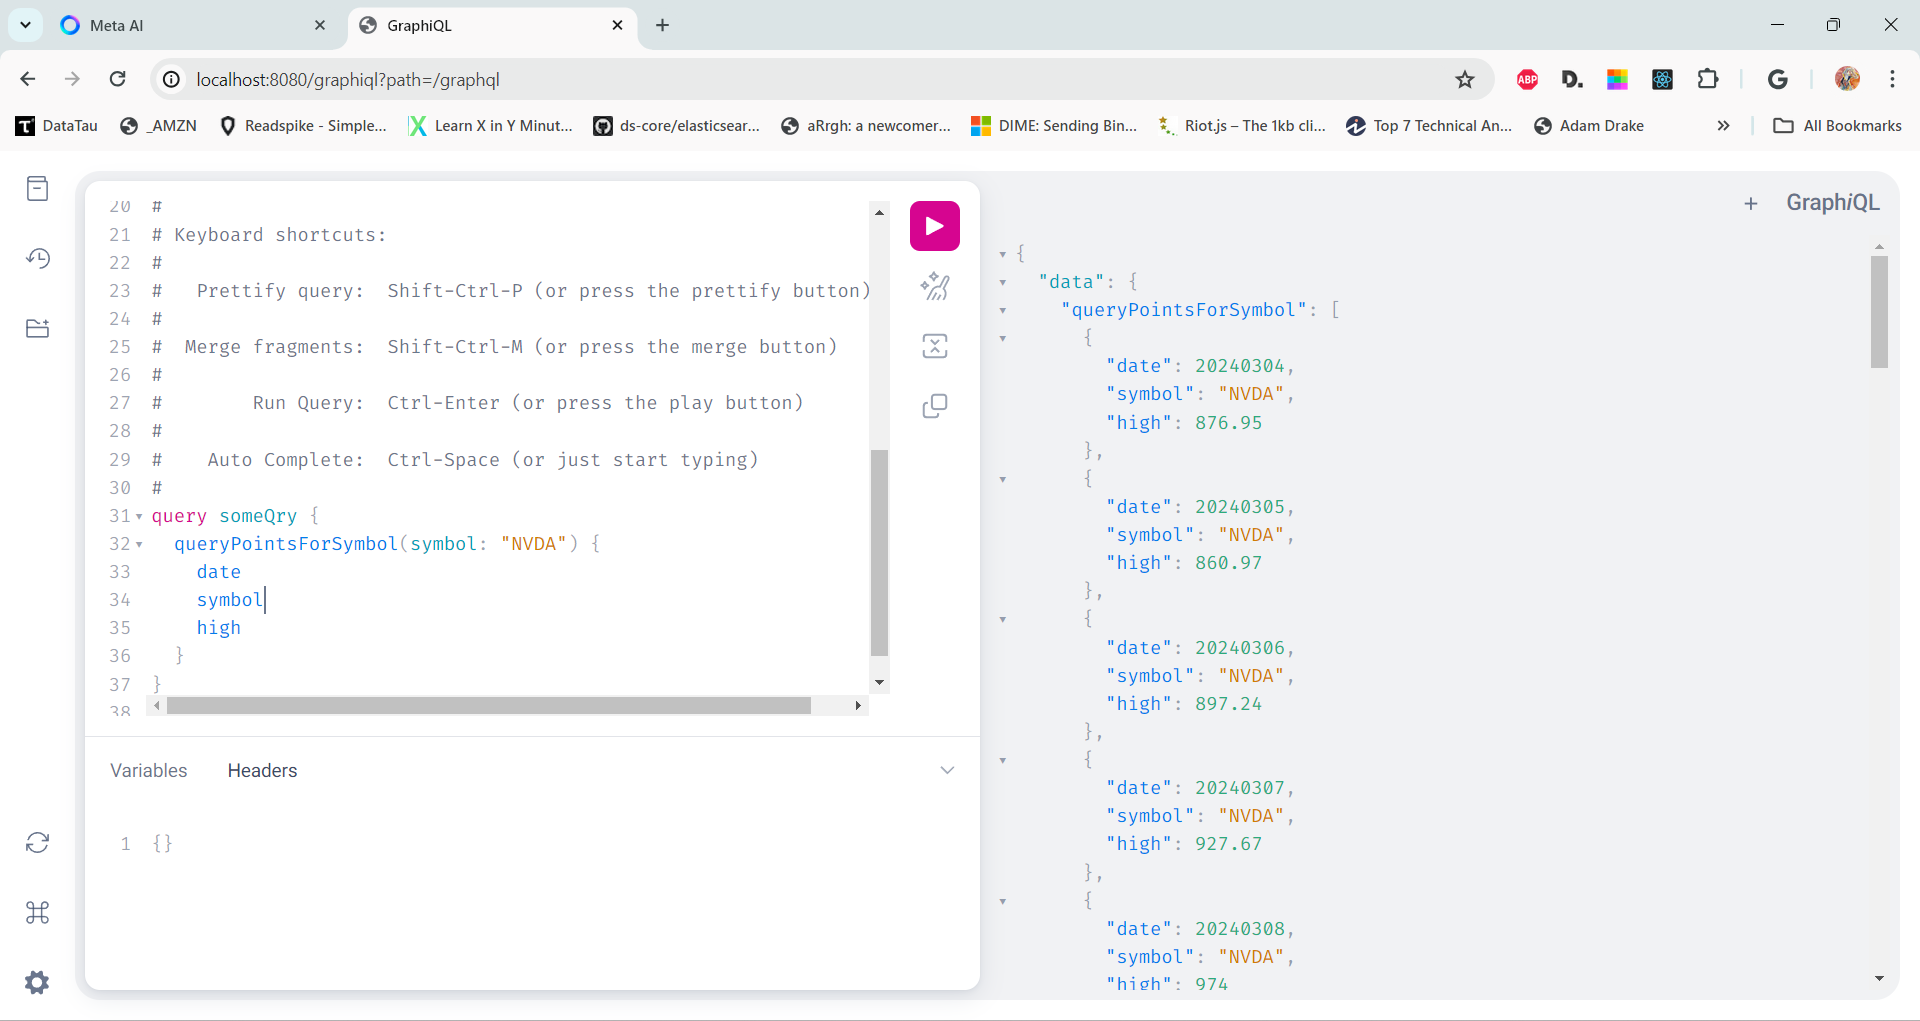 Meta AI
GraphiQL
localhost:8080/graphiql?path=/graphql
ABP
D.
G
DataTau
_AMZN
Readspike - Simple...
Learn X in Y Minut...
ds-core/elasticsear...
aRrgh: a newcomer...
DIME: Sending Bin...
Riot.js – The 1kb cli...
Top 7 Technical An...
Adam Drake
All Bookmarks
20 #
21 # Keyboard shortcuts:
22 #
23 #   Prettify query:  Shift-Ctrl-P (or press the prettify button)
24 #
25 #  Merge fragments:  Shift-Ctrl-M (or press the merge button)
26 #
27 #        Run Query:  Ctrl-Enter (or press the play button)
28 #
29 #    Auto Complete:  Ctrl-Space (or just start typing)
30 #
31 query someQry {
32   queryPointsForSymbol(symbol: "NVDA") {
33     date
34     symbol
35     high
36   }
37 }
38
Variables Headers
1 {}
+ GraphiQL
{
"data": {
"queryPointsForSymbol": [
{
"date": 20240304,
"symbol": "NVDA",
"high": 876.95
},
{
"date": 20240305,
"symbol": "NVDA",
"high": 860.97
},
{
"date": 20240306,
"symbol": "NVDA",
"high": 897.24
},
{
"date": 20240307,
"symbol": "NVDA",
"high": 927.67
},
{
"date": 20240308,
"symbol": "NVDA",
"high": 974